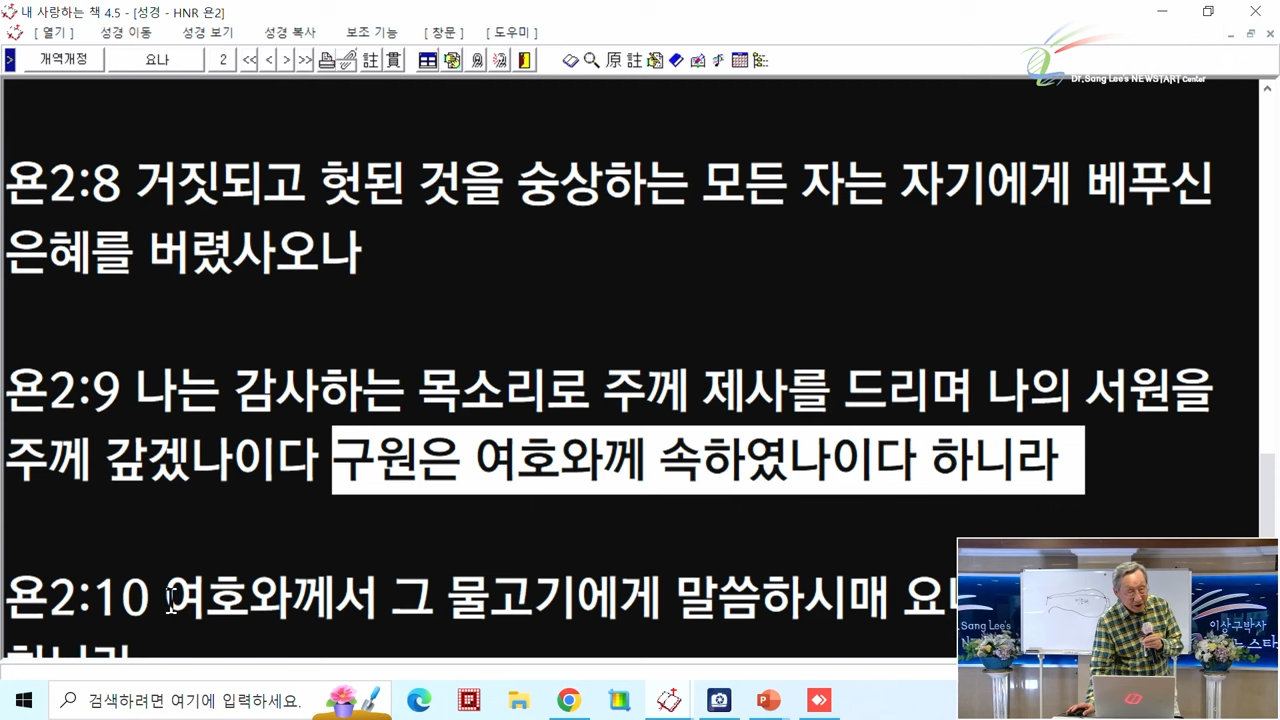 내 사랑하는 책 4.5 - [성경 - HNR 욘2]
[ 열기 ] 성경 이동 성경 보기 성경 복사 보조 기능 [ 창문 ] [ 도우미 ]
개역개정 요나 2 << < > >> 註 貫 原 註
Dr.Sang Lee's NEWSTART Center
욘2:8 거짓되고 헛된 것을 숭상하는 모든 자는 자기에게 베푸신
은혜를 버렸사오나
욘2:9 나는 감사하는 목소리로 주께 제사를 드리며 나의 서원을
주께 갚겠나이다 구원은 여호와께 속하였나이다 하니라
욘2:10 여호와께서 그 물고기에게 말씀하시매
Sang Lee's
이상구박사
검색하려면 여기에 입력하세요.